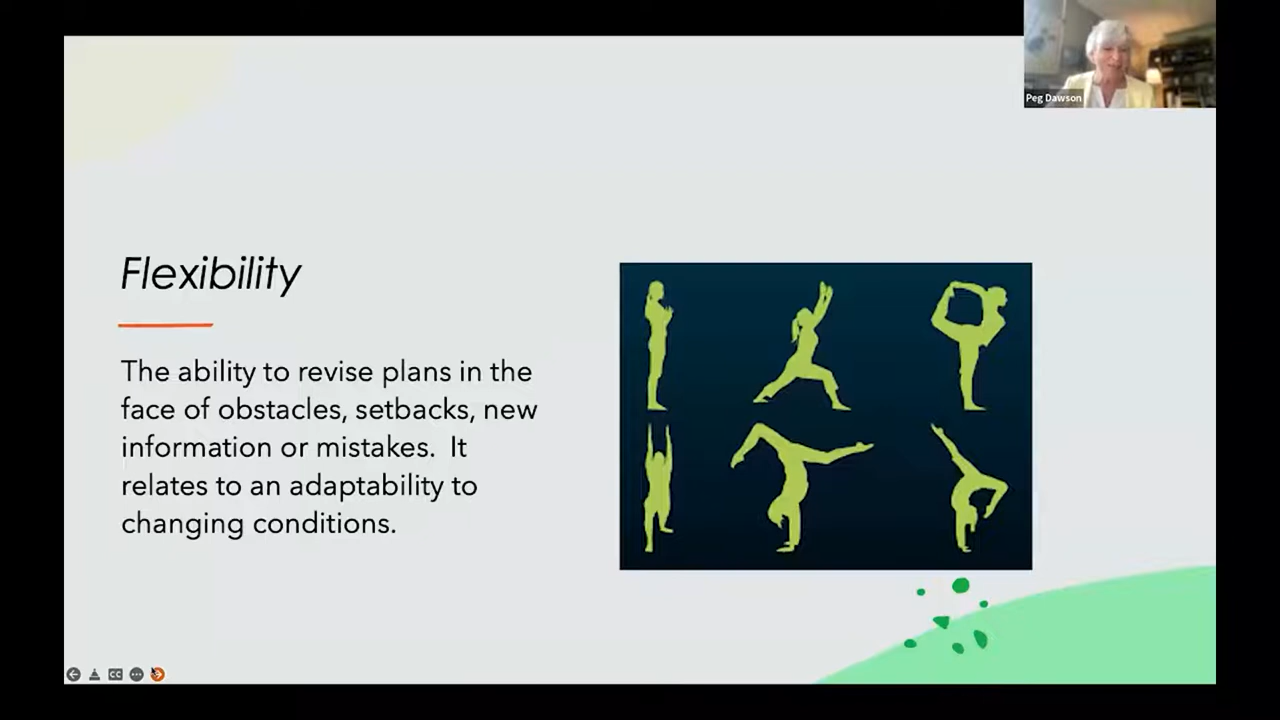 Peg Dawson
Flexibility
The ability to revise plans in the
face of obstacles, setbacks, new
information or mistakes.  It
relates to an adaptability to
changing conditions.
CC